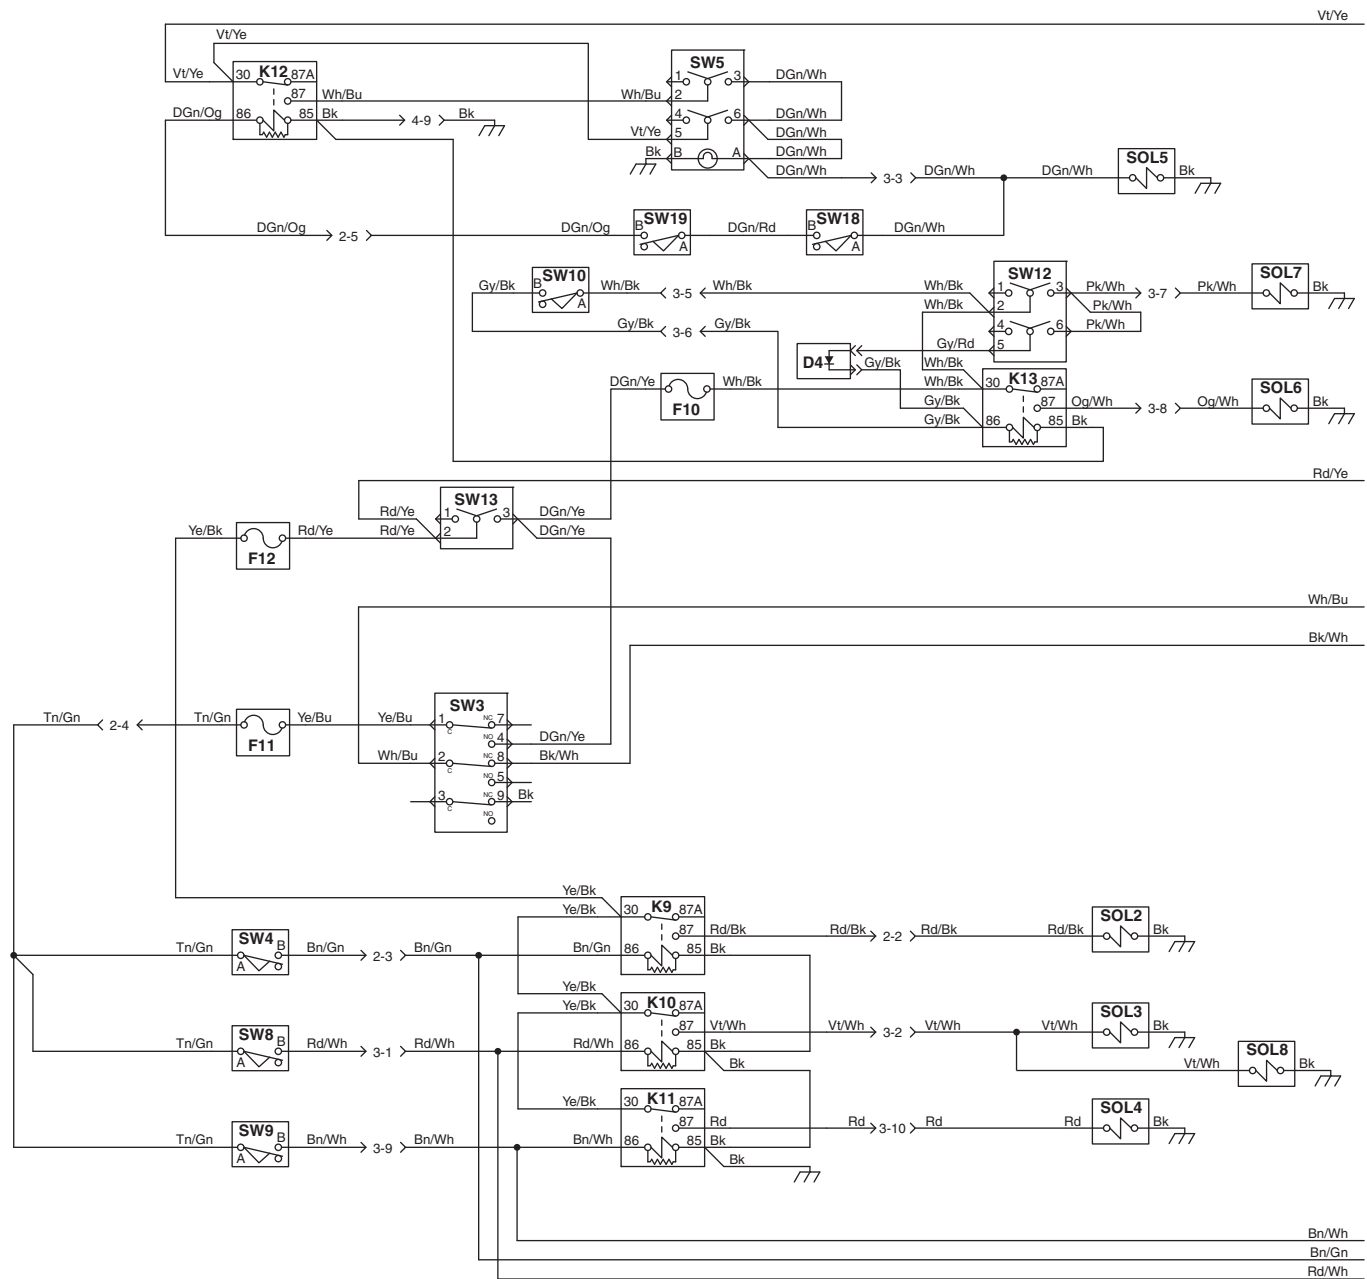 Vt/Ye
Vt/Ye
Vt/Ye 30 K12 87A
87 Wh/Bu Wh/Bu
DGn/Og 86 85 Bk 4-9 Bk
SW5
1 3 DGn/Wh
2
4 6 DGn/Wh
Vt/Ye 5 DGn/Wh
Bk B A DGn/Wh
DGn/Wh 3-3 DGn/Wh DGn/Wh SOL5 Bk
DGn/Og 2-5 DGn/Og B SW19 A DGn/Rd B SW18 A DGn/Wh
Gy/Bk SW10 B A Wh/Bk 3-5 Wh/Bk Wh/Bk
SW12
1 3 Pk/Wh 3-7 Pk/Wh SOL7 Bk
Wh/Bk 2 Pk/Wh
Gy/Bk 3-6 Gy/Bk 4 6 Pk/Wh
Gy/Rd 5
D4 Gy/Bk Wh/Bk
DGn/Ye F10 Wh/Bk Wh/Bk 30 K13 87A
Gy/Bk 87 Og/Wh 3-8 Og/Wh SOL6 Bk
Gy/Bk 86 85 Bk
Rd/Ye
SW13
Rd/Ye 1 3 DGn/Ye
Ye/Bk F12 Rd/Ye Rd/Ye 2 DGn/Ye
Wh/Bu
Bk/Wh
SW3
Tn/Gn 2-4 Tn/Gn F11 Ye/Bu Ye/Bu 1 C NC 7
NO 4 DGn/Ye
Wh/Bu 2 C NC 8 Bk/Wh
NO 5
3 C NC 9 Bk
NO
Ye/Bk
Ye/Bk 30 K9 87A
87 Rd/Bk Rd/Bk 2-2 Rd/Bk Rd/Bk SOL2 Bk
Tn/Gn SW4 A B Bn/Gn 2-3 Bn/Gn Bn/Gn 86 85 Bk
Ye/Bk
Ye/Bk 30 K10 87A
87 Vt/Wh Vt/Wh 3-2 Vt/Wh Vt/Wh SOL3 Bk
Tn/Gn SW8 A B Rd/Wh 3-1 Rd/Wh Rd/Wh 86 85 Bk
Bk Vt/Wh SOL8 Bk
Ye/Bk 30 K11 87A
87 Rd Rd 3-10 Rd Rd SOL4 Bk
Tn/Gn SW9 A B Bn/Wh 3-9 Bn/Wh Bn/Wh 86 85 Bk
Bk
Bn/Wh
Bn/Gn
Rd/Wh